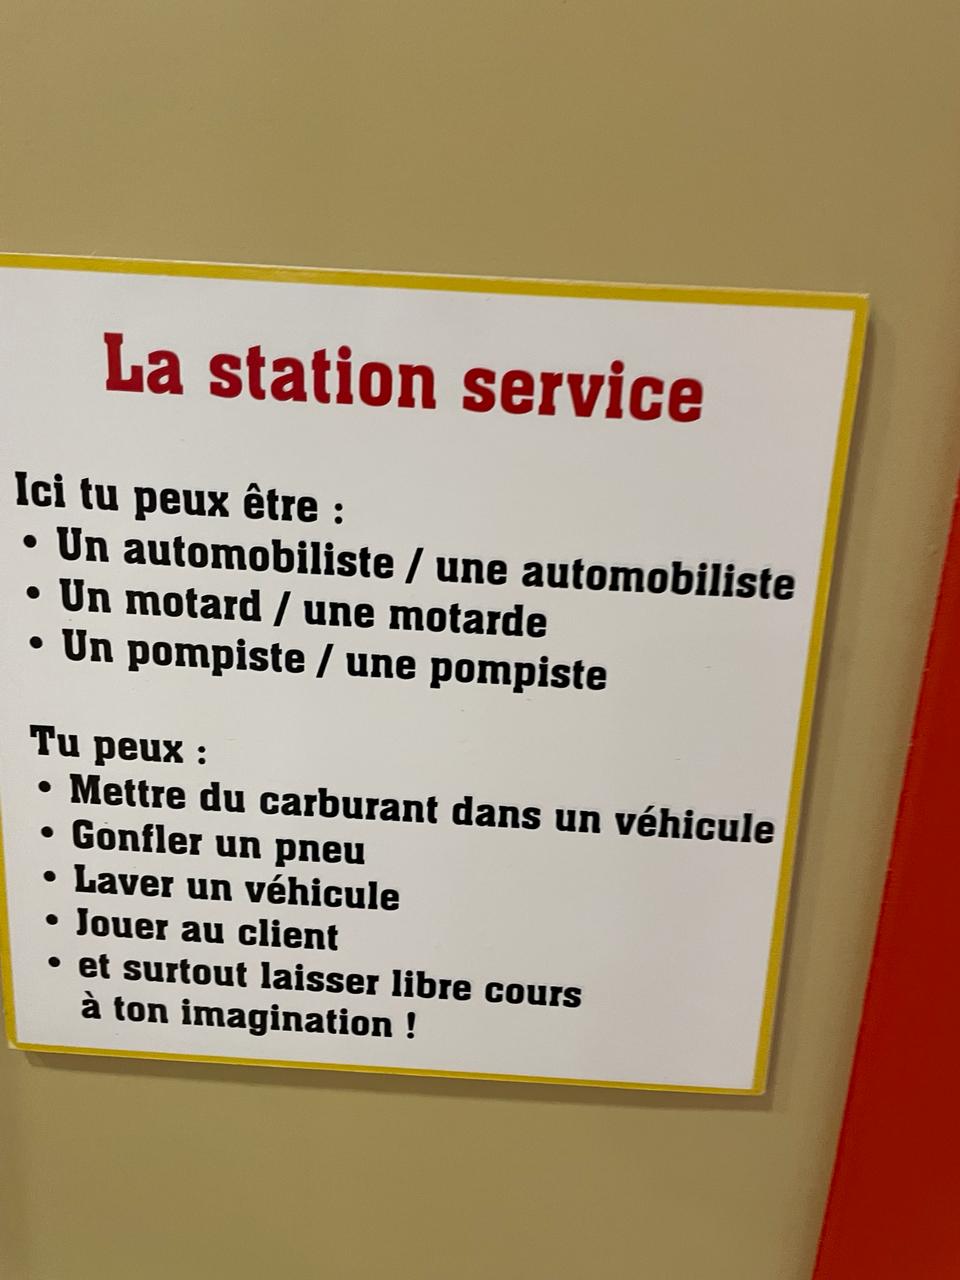 La station service
Ici tu peux être :
• Un automobiliste / une automobiliste
• Un motard / une motarde
• Un pompiste / une pompiste
Tu peux :
• Mettre du carburant dans un véhicule
• Gonfler un pneu
• Laver un véhicule
• Jouer au client
• et surtout laisser libre cours
à ton imagination !